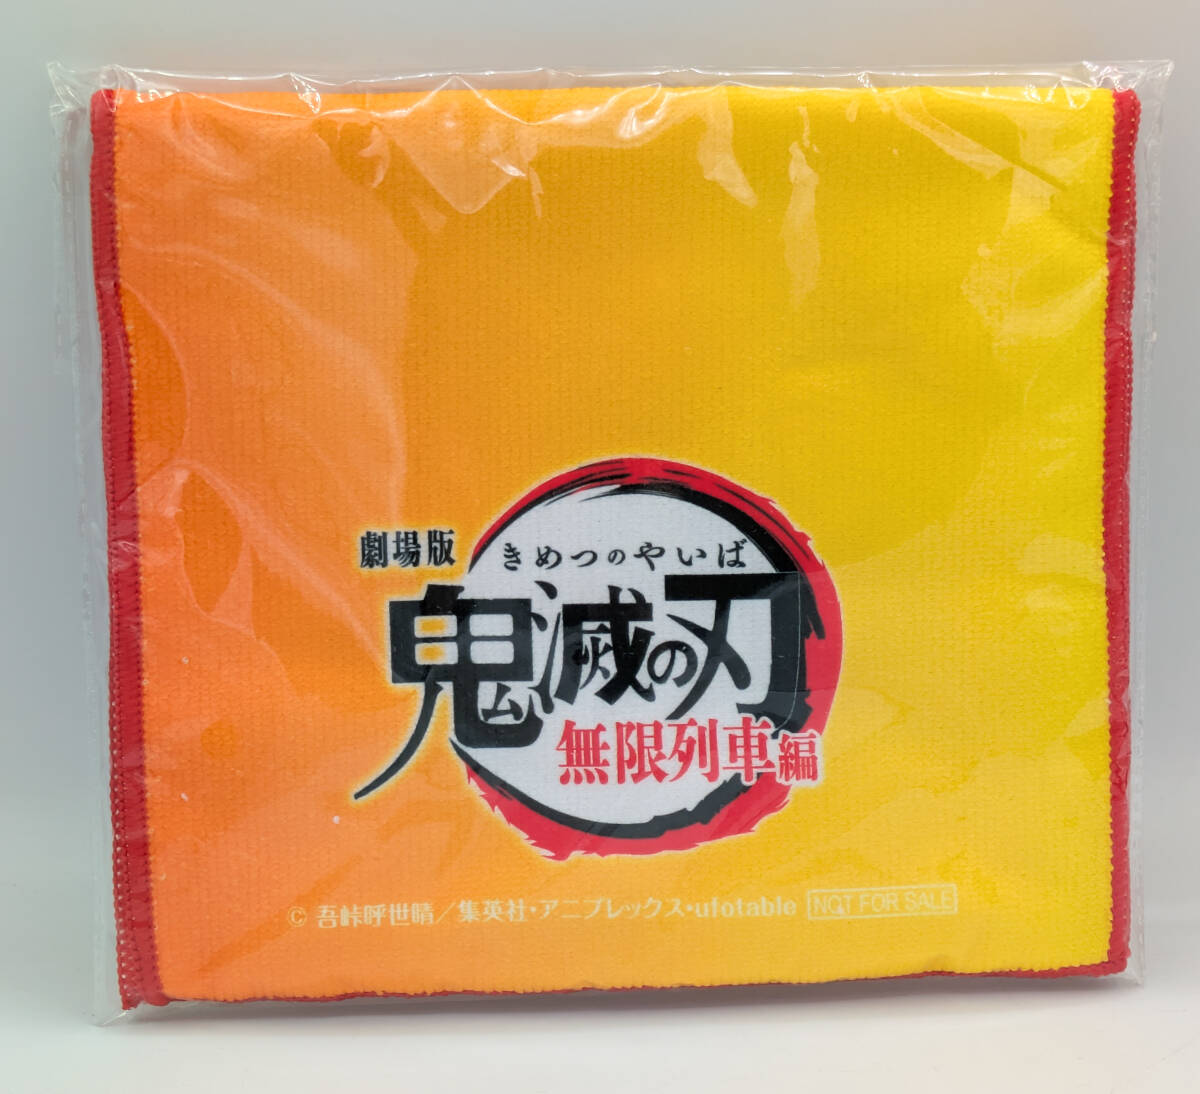 劇場版
きめつのやいば
鬼滅の刃
無限列車編
© 吾峠呼世晴／集英社・アニプレックス・ufotable NOT FOR SALE